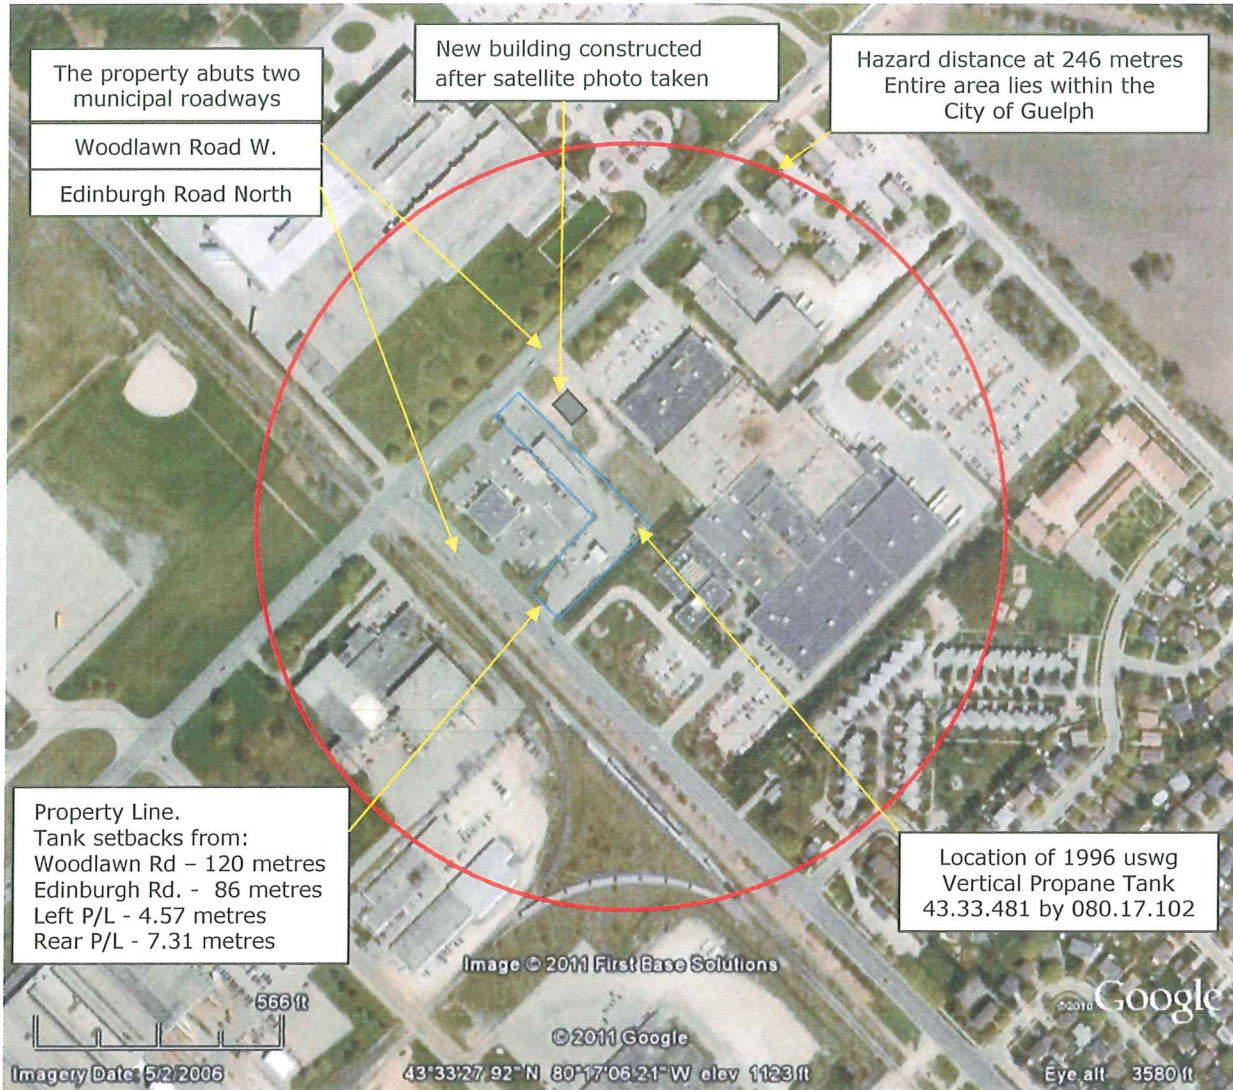 The property abuts two
municipal roadways
Woodlawn Road W.
Edinburgh Road North
New building constructed
after satellite photo taken
Hazard distance at 246 metres
Entire area lies within the
City of Guelph
Property Line.
Tank setbacks from:
Woodlawn Rd – 120 metres
Edinburgh Rd. - 86 metres
Left P/L - 4.57 metres
Rear P/L - 7.31 metres
Location of 1996 uswg
Vertical Propane Tank
43.33.481 by 080.17.102
Image © 2011 First Base Solutions
©2010 Google
566 ft
© 2011 Google
Imagery Date: 5/2/2006
43°33'27.92" N 80°17'06.21" W elev 1123 ft
Eye alt 3580 ft